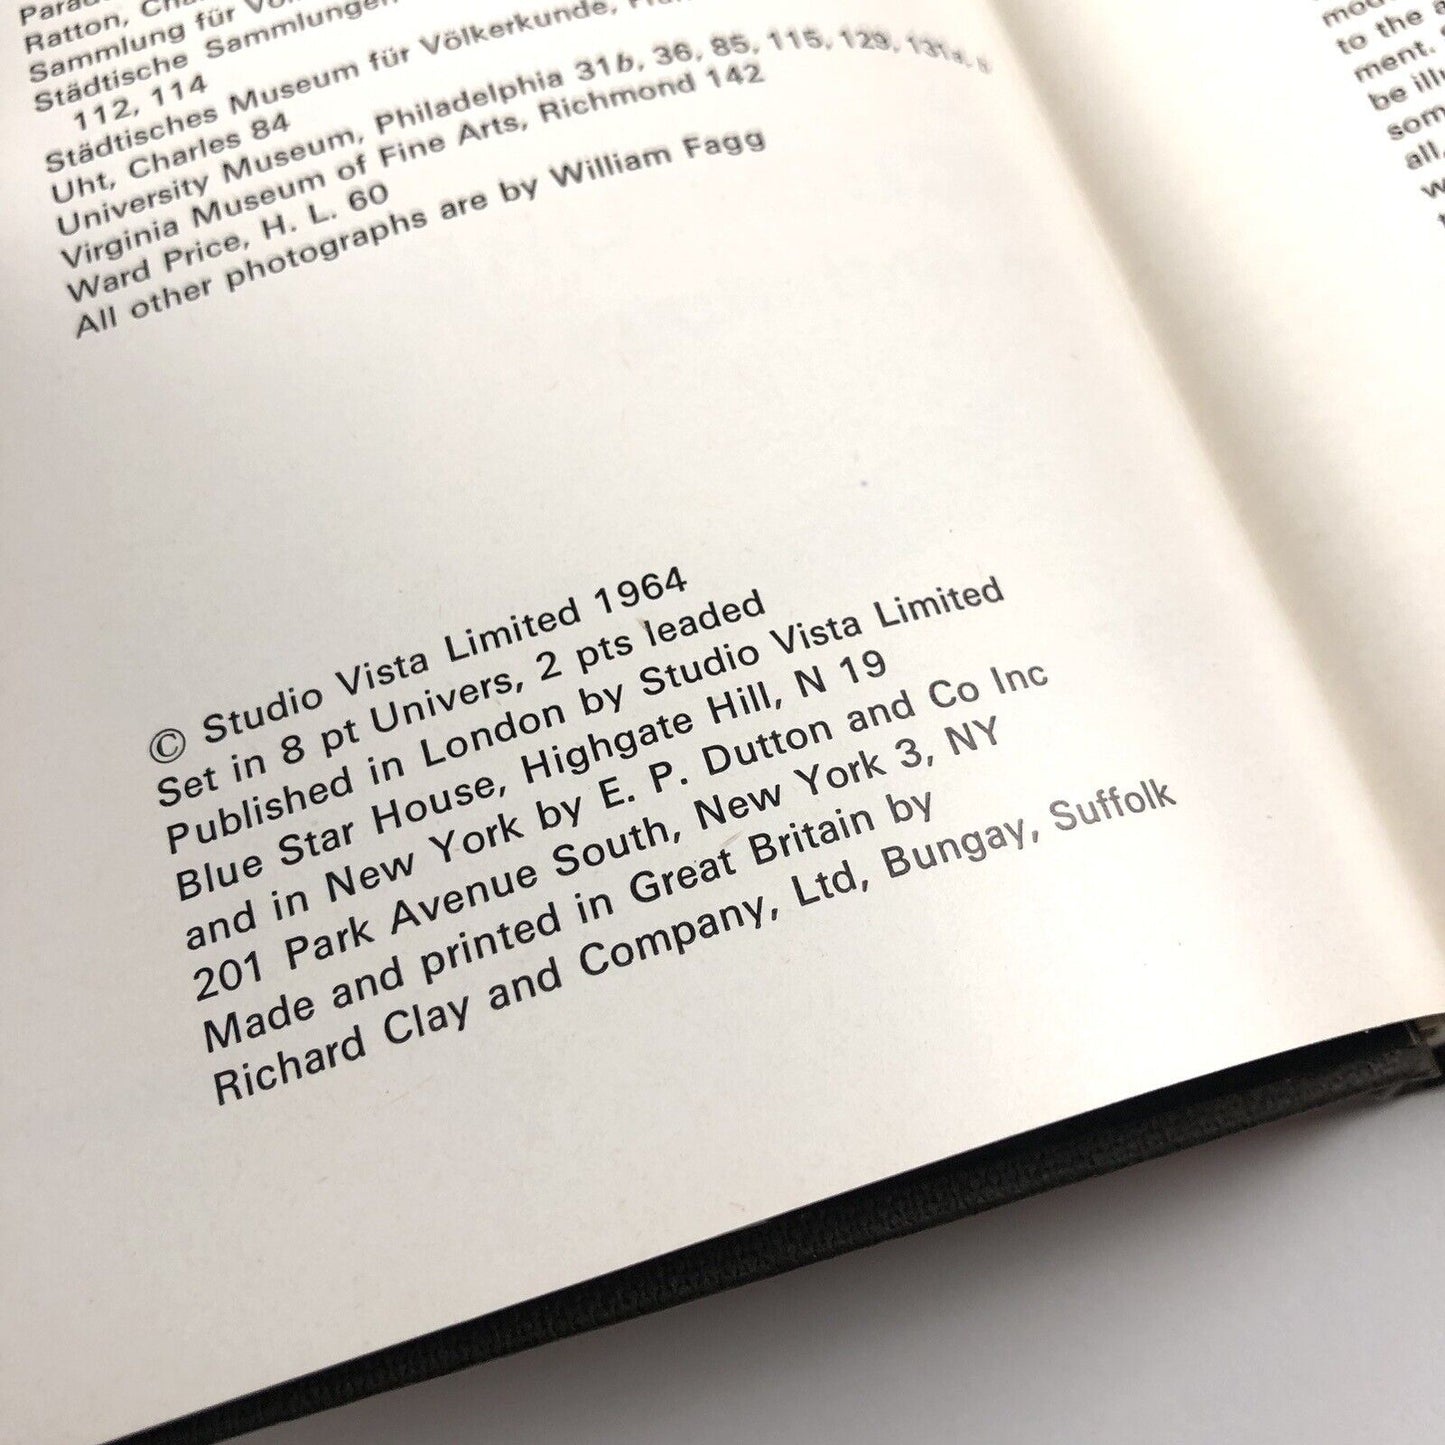 Ratton,
Sammlung für
Städtische Sammlungen
112, 114
Städtisches Museum für Völkerkunde,
Uht, Charles 84
University Museum, Philadelphia 31b, 36, 85, 115, 129, 131a,
Virginia Museum of Fine Arts, Richmond 142
Ward Price, H. L. 60
All other photographs are by William Fagg
© Studio Vista Limited 1964
Set in 8 pt Univers, 2 pts leaded
Published in London by Studio Vista Limited
Blue Star House, Highgate Hill, N 19
and in New York by E. P. Dutton and Co Inc
201 Park Avenue South, New York 3, NY
Made and printed in Great Britain by
Richard Clay and Company, Ltd, Bungay, Suffolk
to the
ment.
be
all,